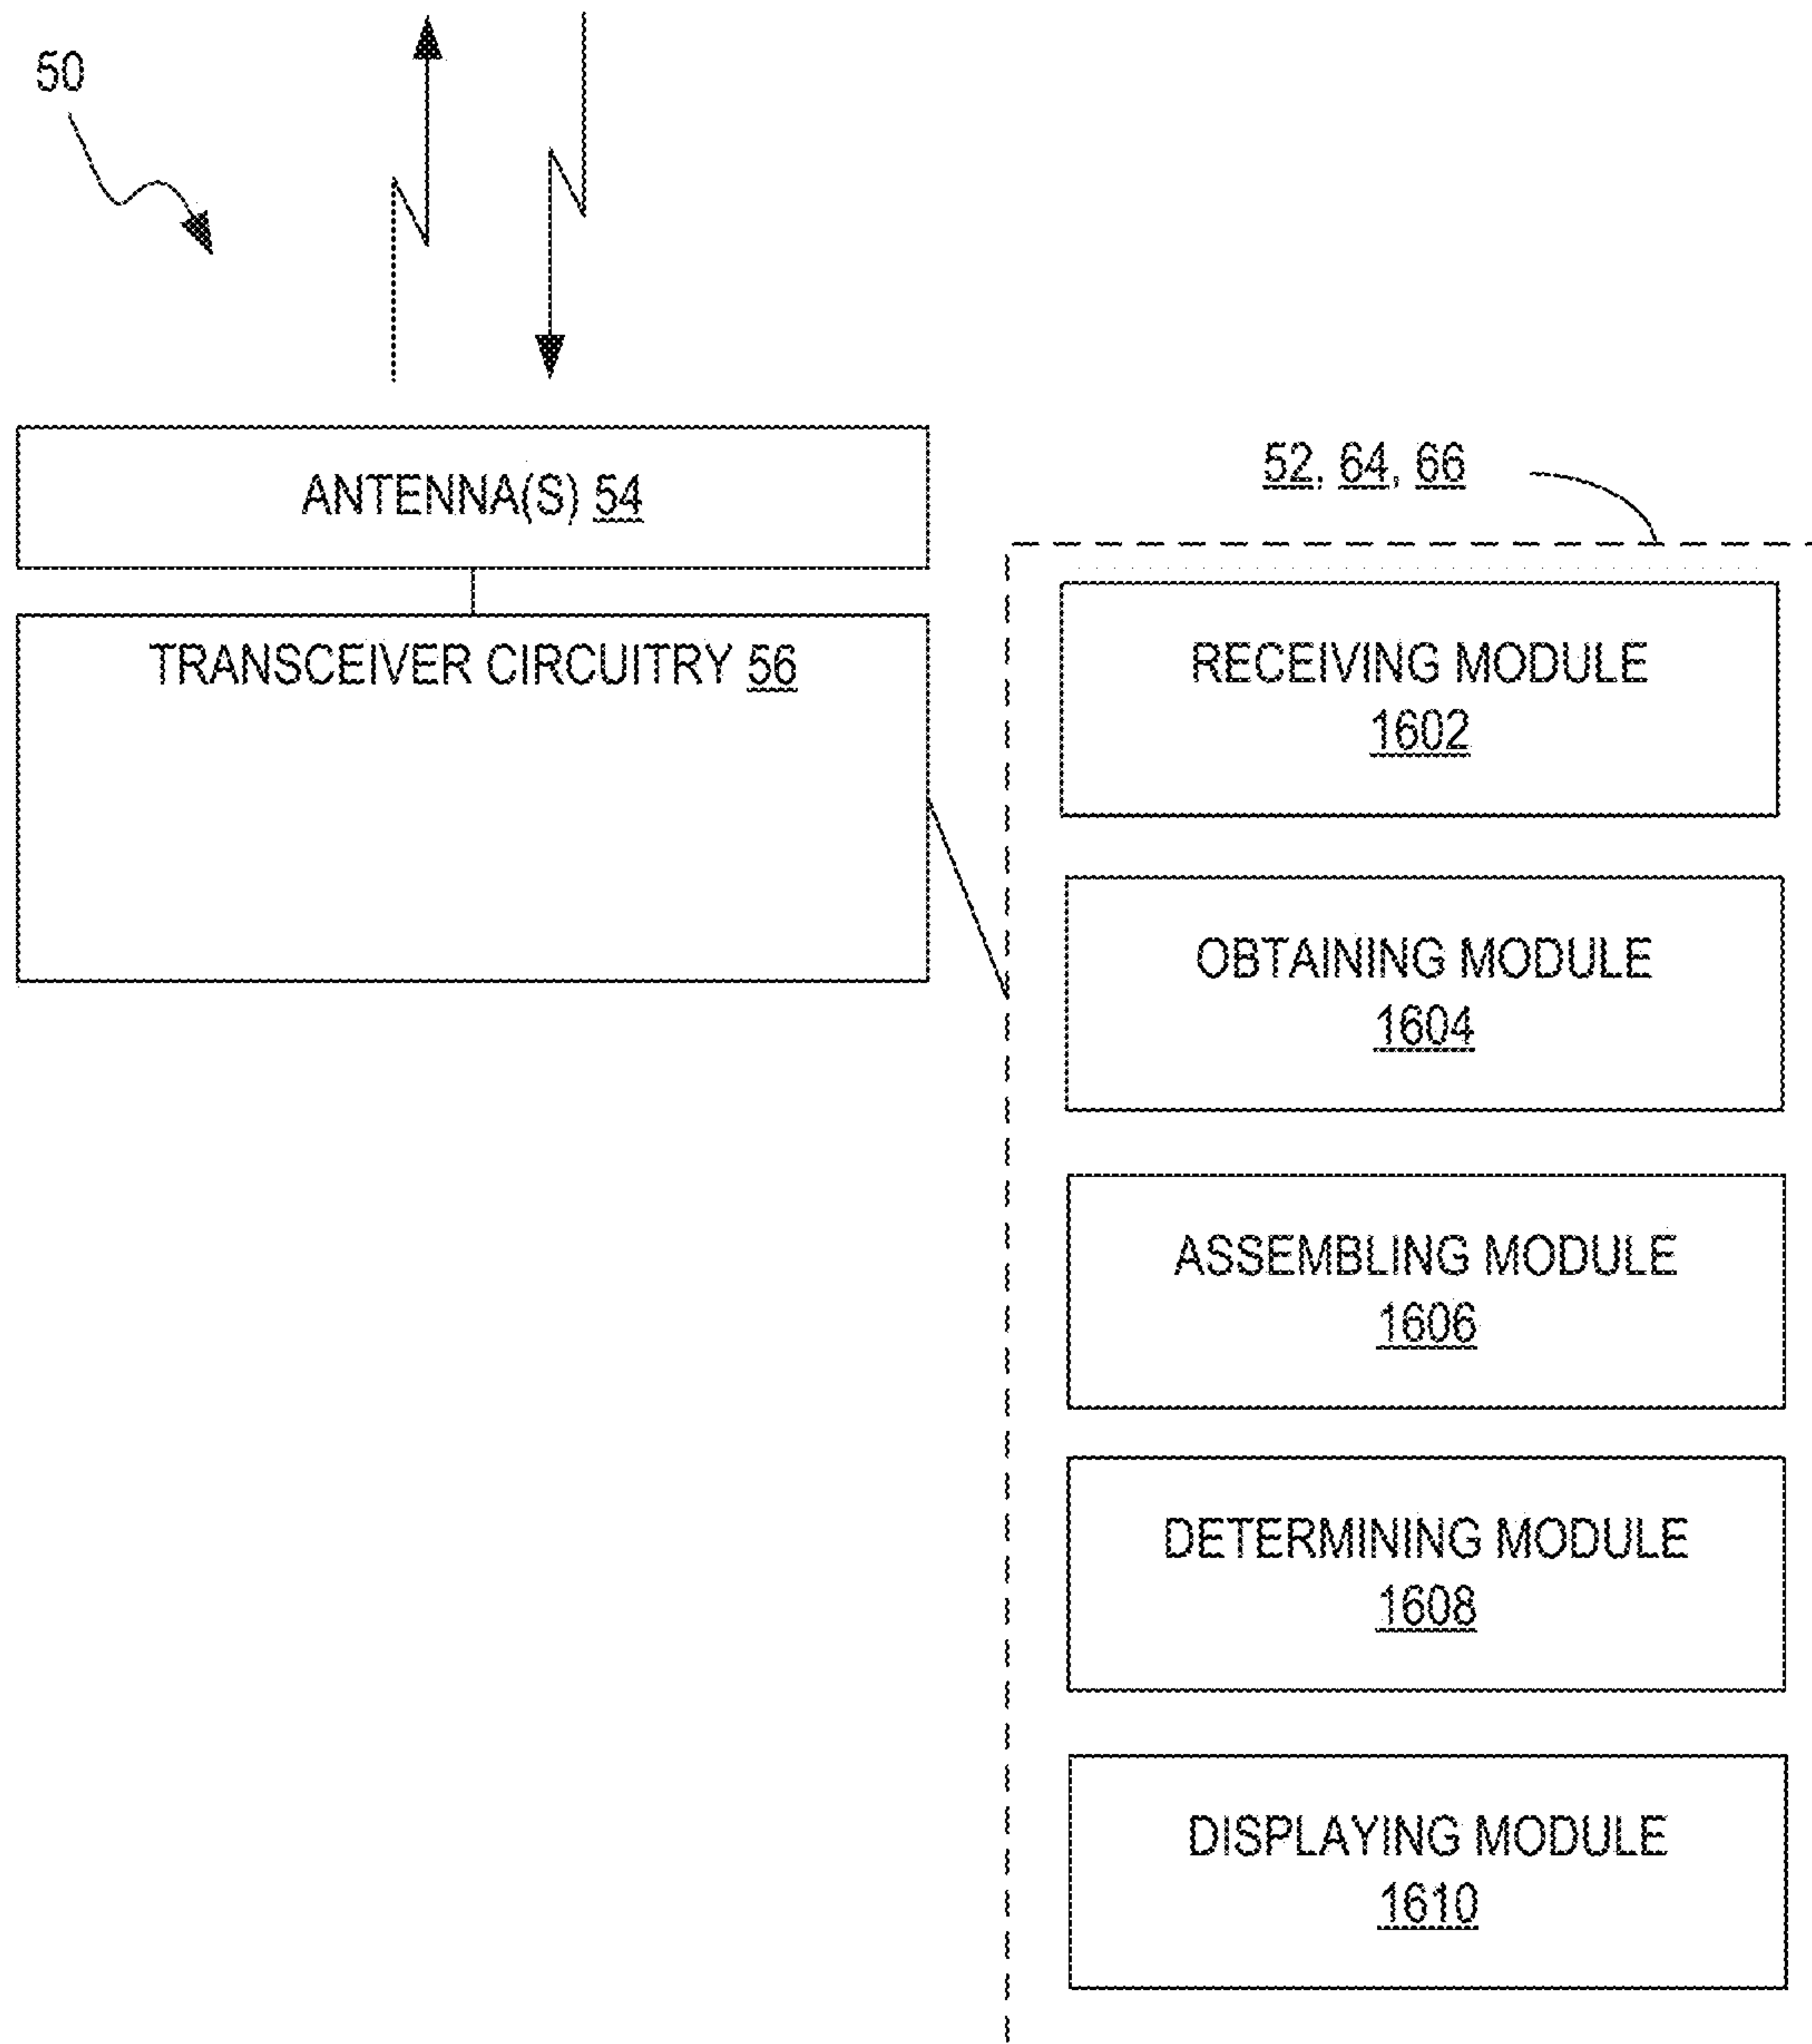 50
ANTENNA(S) 54
TRANSCEIVER CIRCUITRY 56
52, 64, 66
RECEIVING MODULE
1602
OBTAINING MODULE
1604
ASSEMBLING MODULE
1606
DETERMINING MODULE
1608
DISPLAYING MODULE
1610